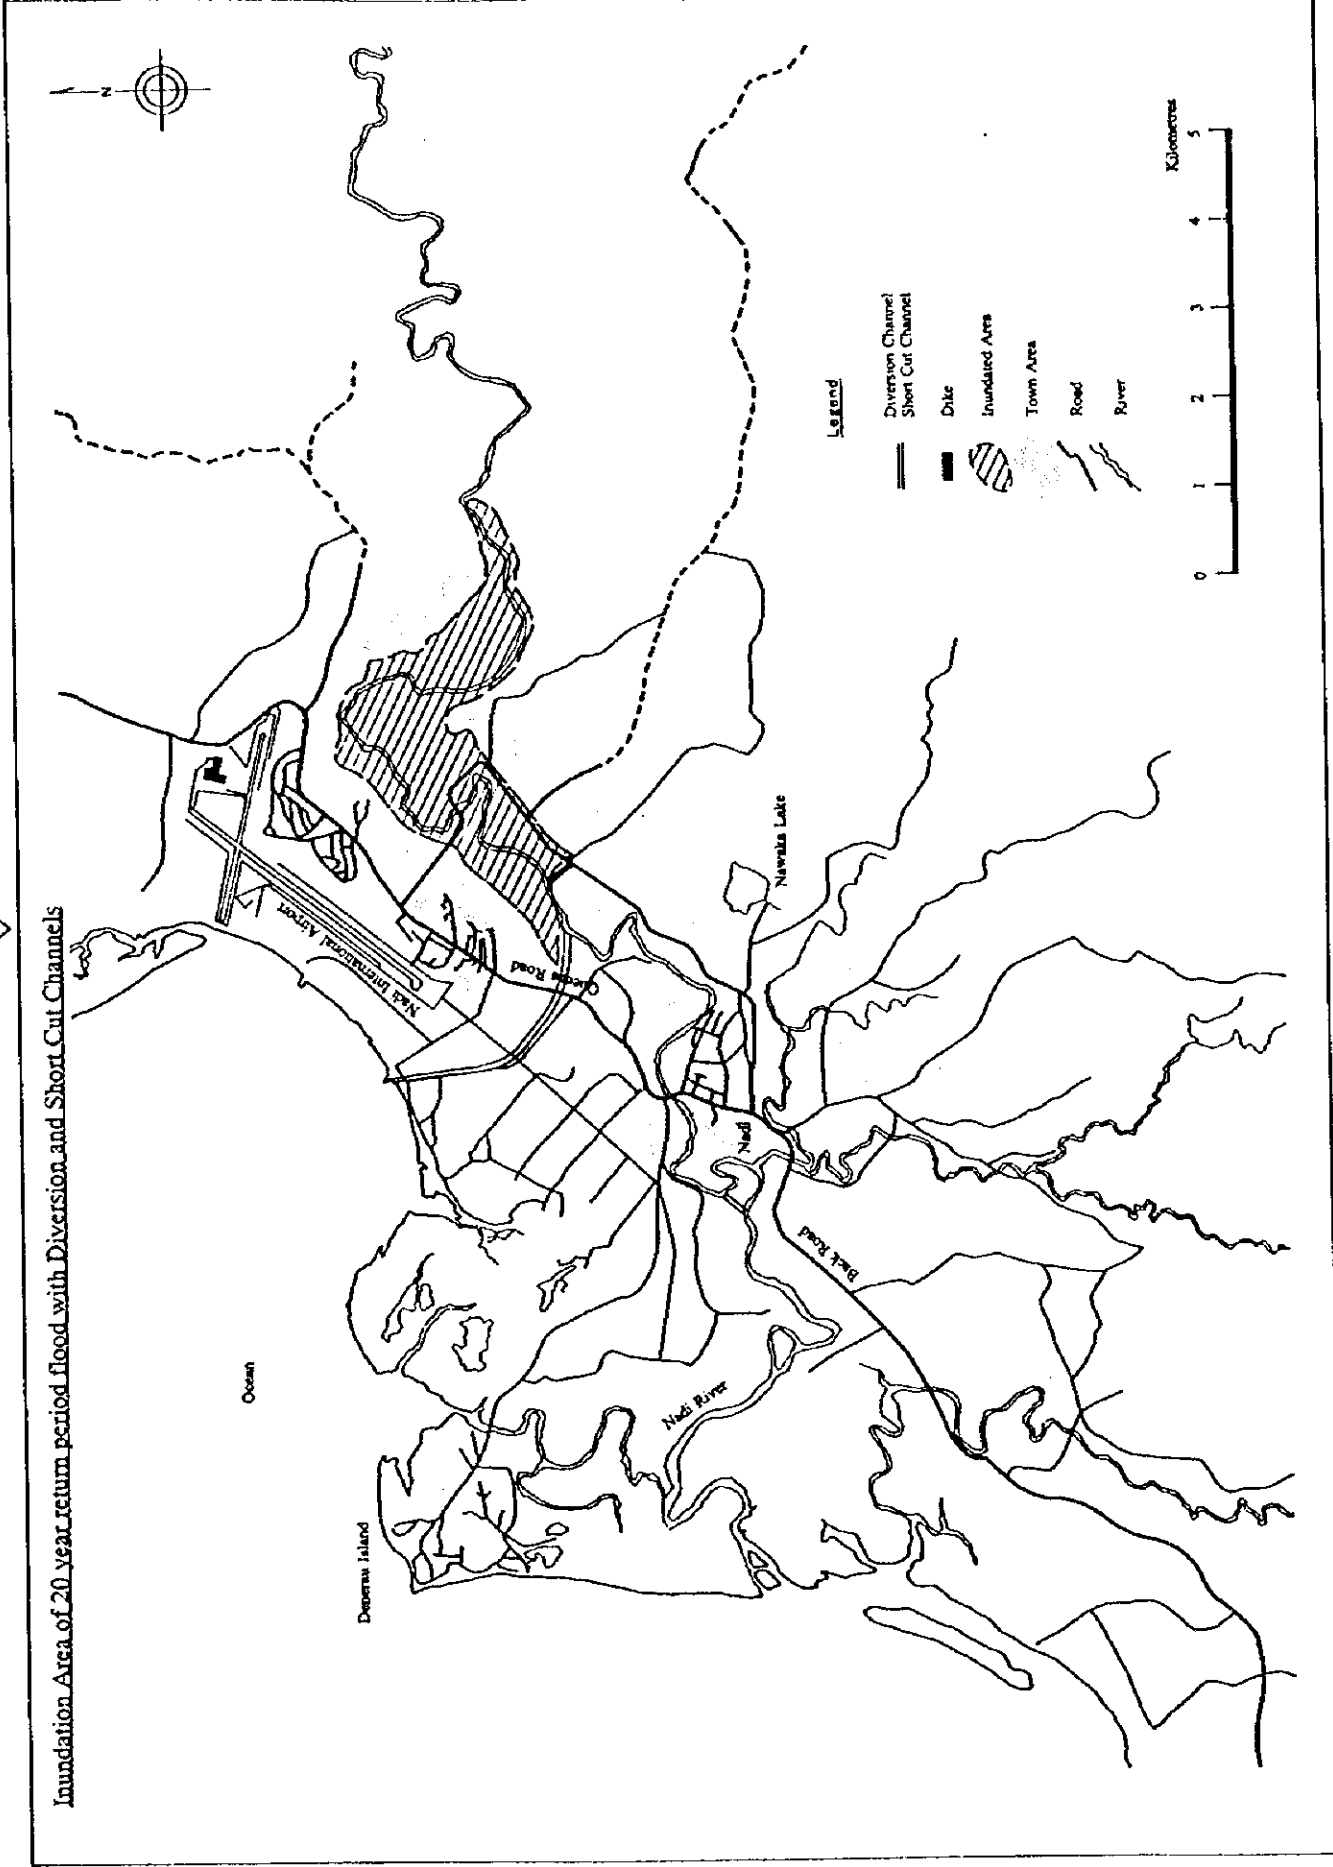 Inundation Area of 20 year return period flood with Diversion and Short Cut Channels
N
Ocean
Denerau Island
Nadi International Airport
Queens Road
Nadi River
Nadi
Back Road
Nawaka Lake
Legend
Diversion Channel
Short Cut Channel
Dike
Inundated Area
Town Area
Road
River
Kilometres
0 1 2 3 4 5